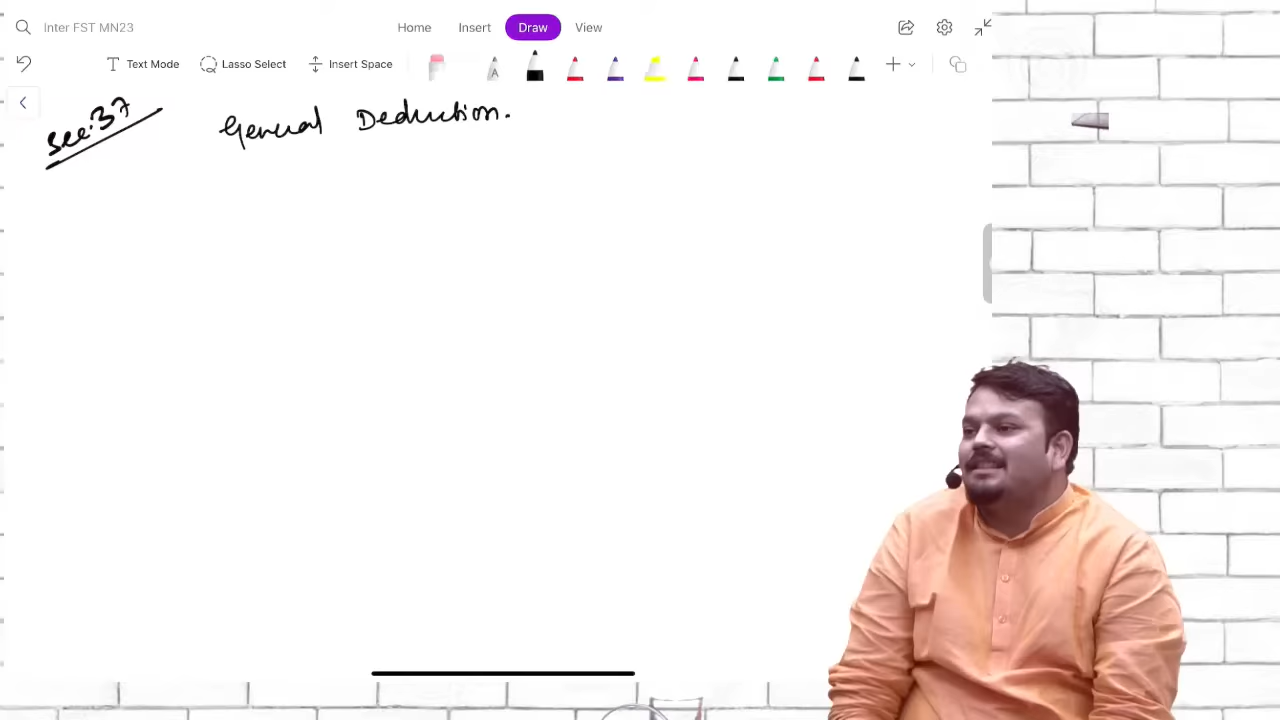 Inter FST MN23
Home Insert Draw View
Text Mode Lasso Select Insert Space
A
Sec. 37 General Deduction.